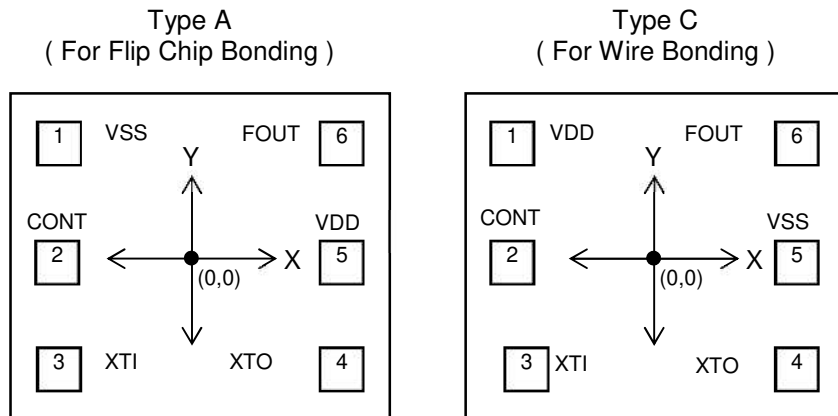 Type A
( For Flip Chip Bonding )
1 VSS FOUT 6
Y
CONT VDD
2 X 5
(0,0)
3 XTI XTO 4
Type C
( For Wire Bonding )
1 VDD FOUT 6
Y
CONT VSS
2 X 5
(0,0)
3 XTI XTO 4